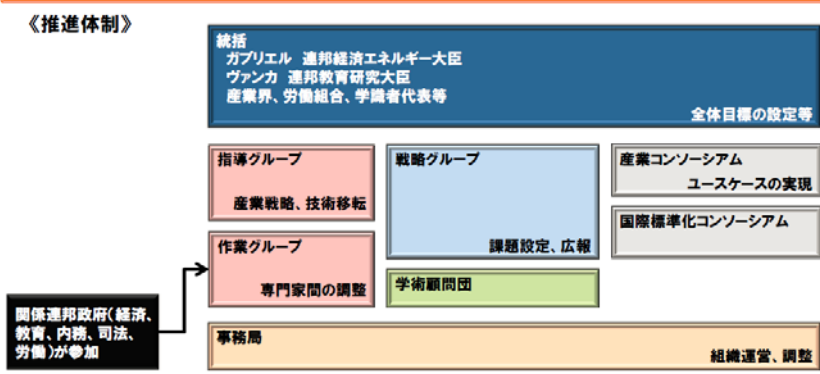 《推進体制》
統括
ガブリエル 連邦経済エネルギー大臣
ヴァンカ 連邦教育研究大臣
産業界、労働組合、学識者代表等
全体目標の設定等
指導グループ
産業戦略、技術移転
戦略グループ
課題設定、広報
産業コンソーシアム
ユースケースの実現
国際標準化コンソーシアム
作業グループ
専門家間の調整
学術顧問団
関係連邦政府(経済、
教育、内務、司法、
労働)が参加
事務局
組織運営、調整